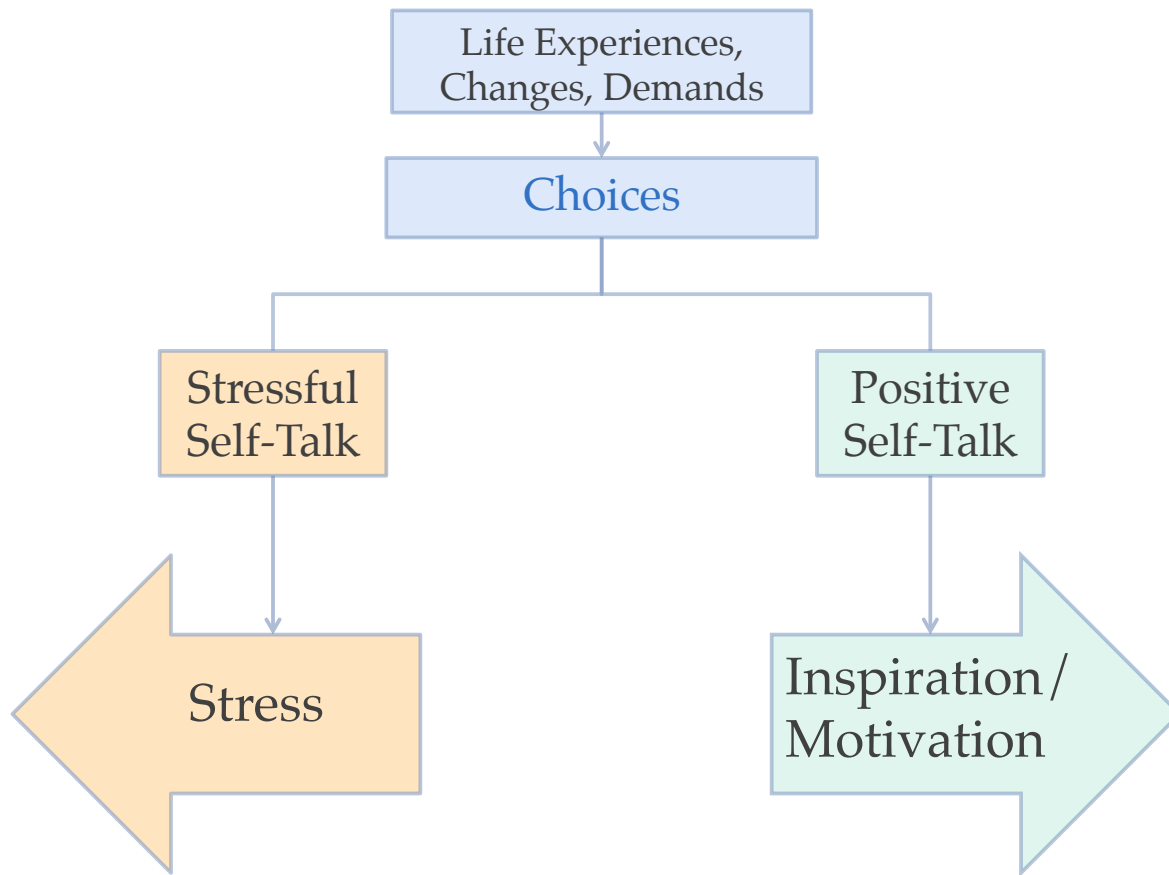 Life Experiences,
Changes, Demands
Choices
Stressful
Self-Talk
Positive
Self-Talk
Stress
Inspiration/
Motivation